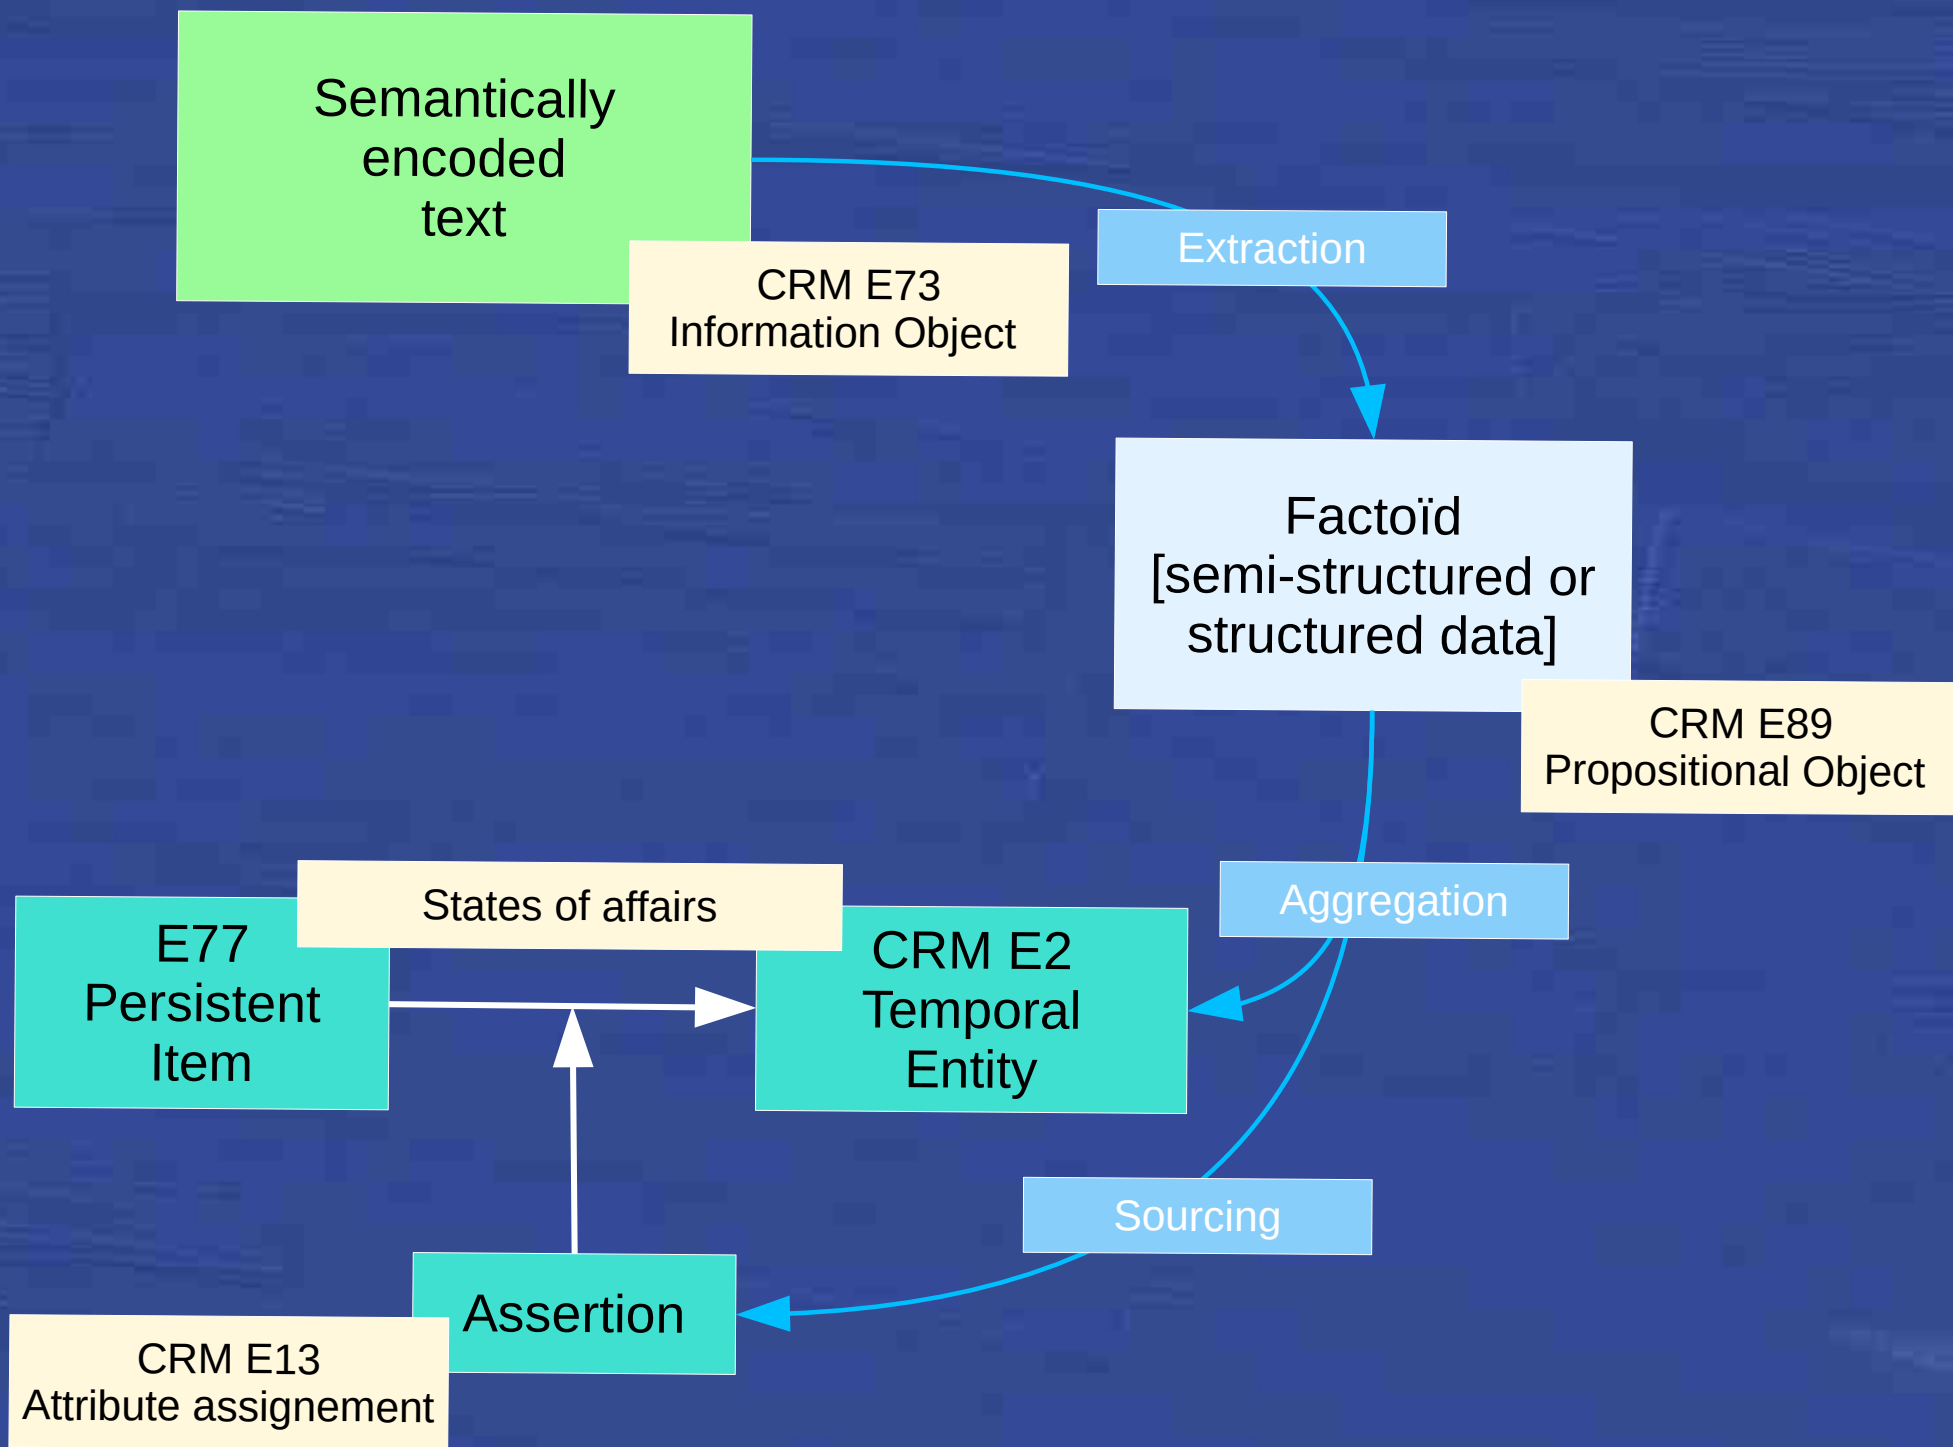 Semantically
encoded
text
CRM E73
Information Object
Extraction
Factoïd
[semi-structured or
structured data]
CRM E89
Propositional Object
Aggregation
States of affairs
E77
Persistent
Item
CRM E2
Temporal
Entity
Sourcing
Assertion
CRM E13
Attribute assignement